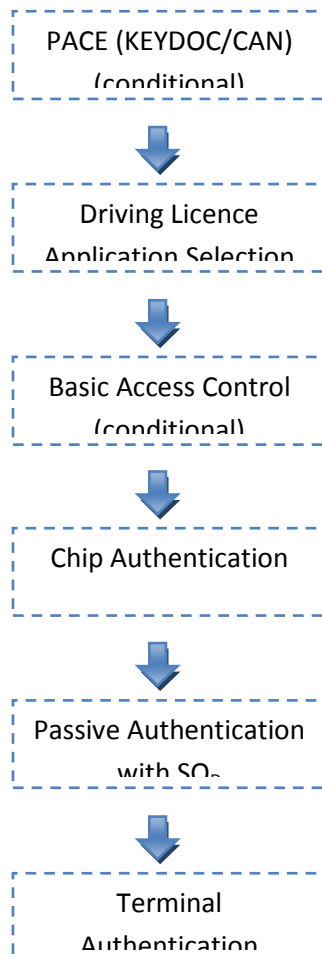 PACE (KEYDOC/CAN)
(conditional)
Driving Licence
Application Selection
Basic Access Control
(conditional)
Chip Authentication
Passive Authentication
with SO_D
Terminal
Authentication